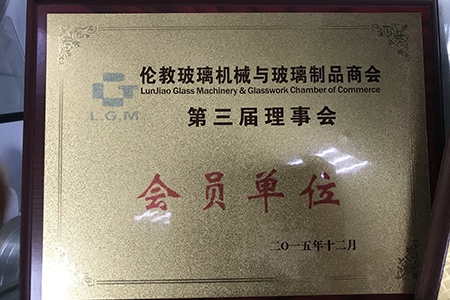 伦教玻璃机械与玻璃制品商会
LunJiao Glass Machinery & Glasswork Chamber of Commerce
L.G.M
第三届理事会
会员单位
二〇一五年十二月